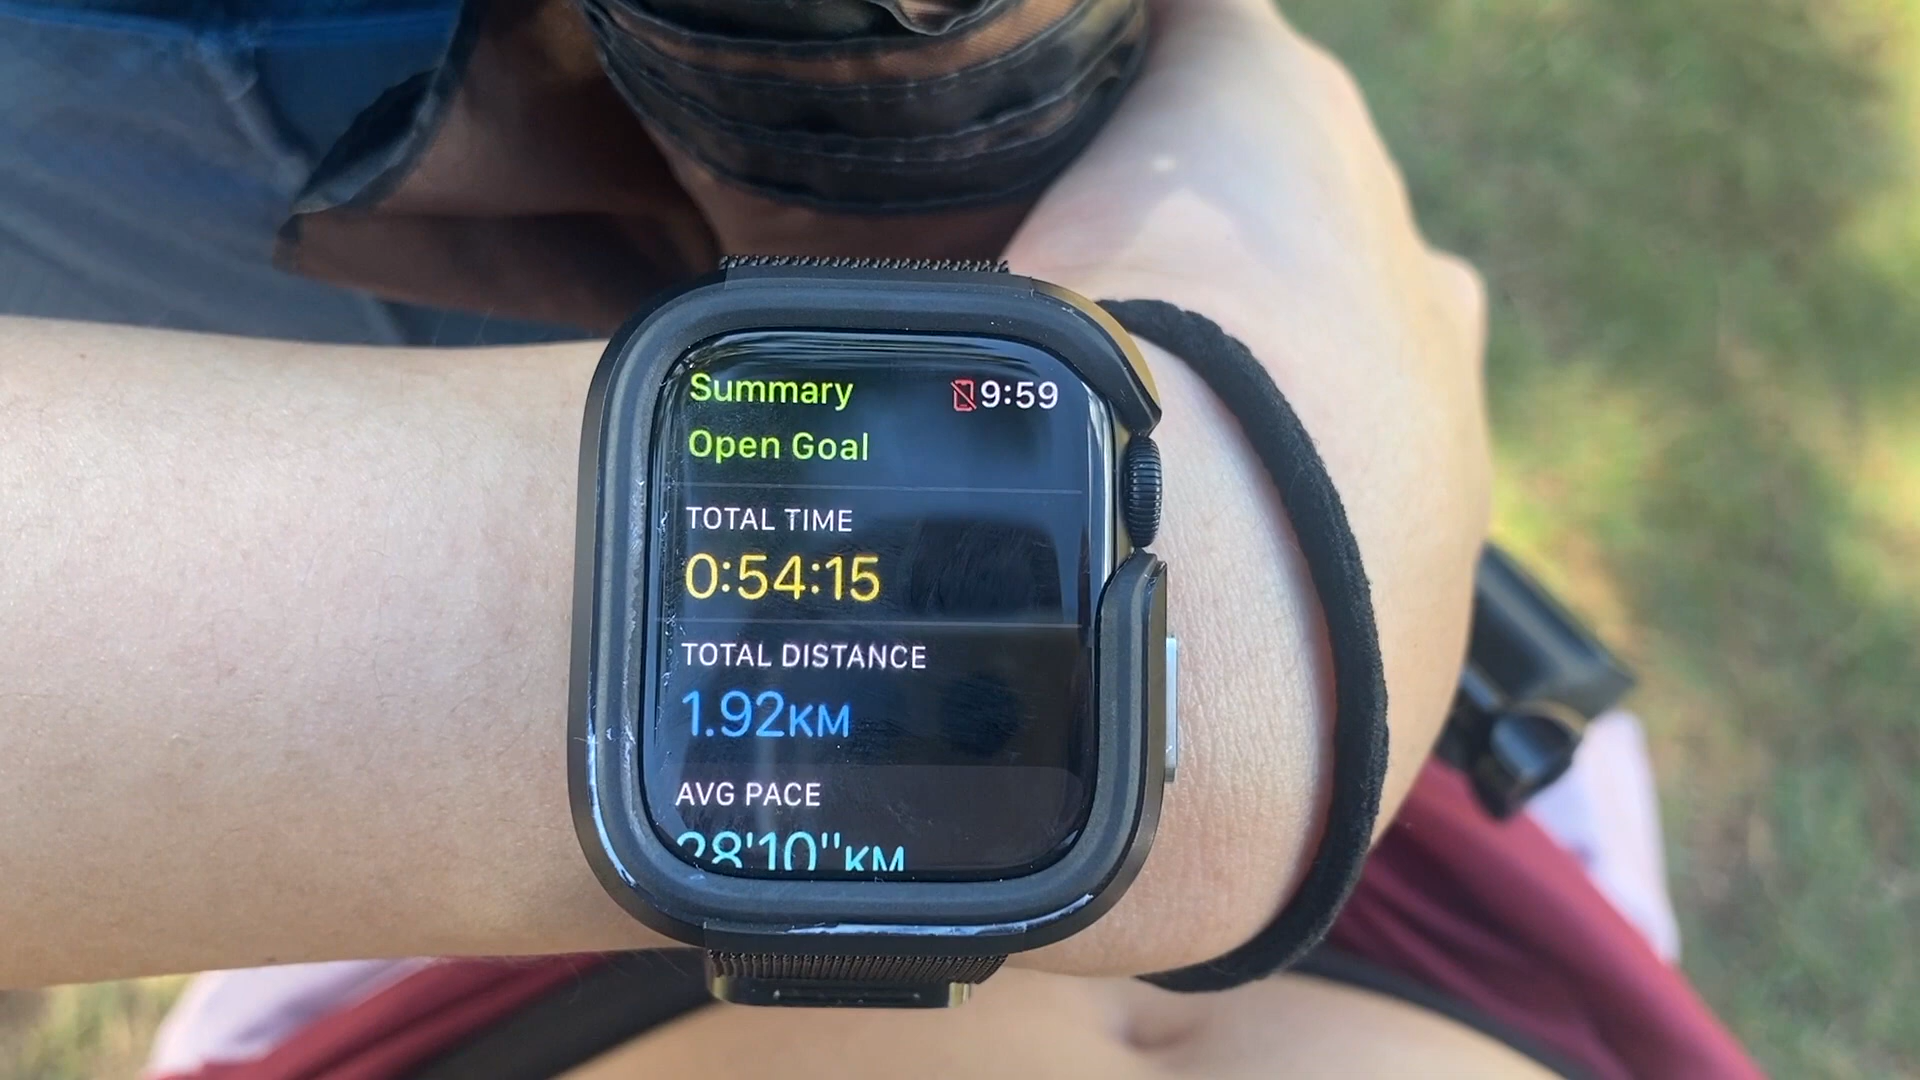 Summary 9:59
Open Goal
TOTAL TIME
0:54:15
TOTAL DISTANCE
1.92KM
AVG PACE
28'10"KM